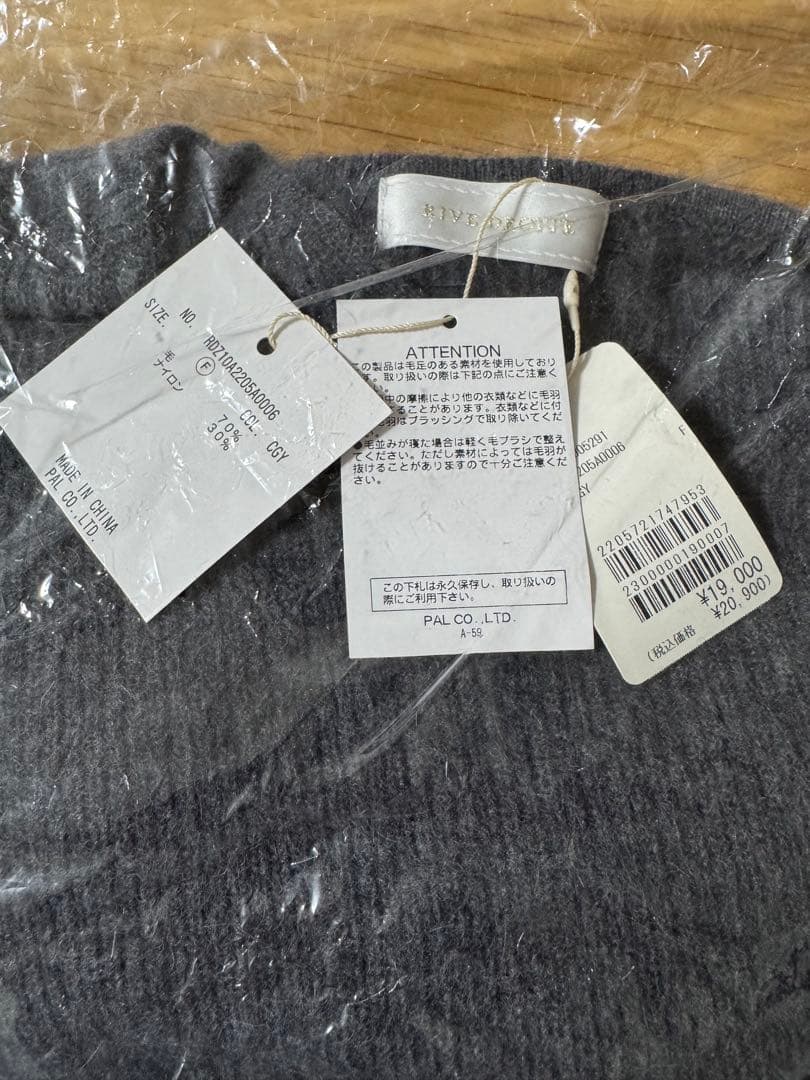 RIVE DROITE
NO. RDZ10A2205A0006
SIZE. Ⓕ COL. CGY
毛 70%
ナイロン 30%
MADE IN CHINA
PAL CO.,LTD.
ATTENTION
この製品は毛足のある素材を使用しており
ます。取り扱いの際は下記の点にご注意く
い。
中の摩擦により他の衣類などに毛羽
けることがあります。衣類などに付
羽はブラッシングで取り除いてくだ
●毛並みが寝た場合は軽く毛ブラシで整え
てください。ただし素材によっては毛羽が
抜けることがありますので十分ご注意くだ
さい。
この下札は永久保存し、取り扱いの
際にご利用下さい。
PAL CO.,LTD.
A-59
005291
2205A0006
GY F
2205721747953
2300000190007
¥19,000
(税込価格 ¥20,900)